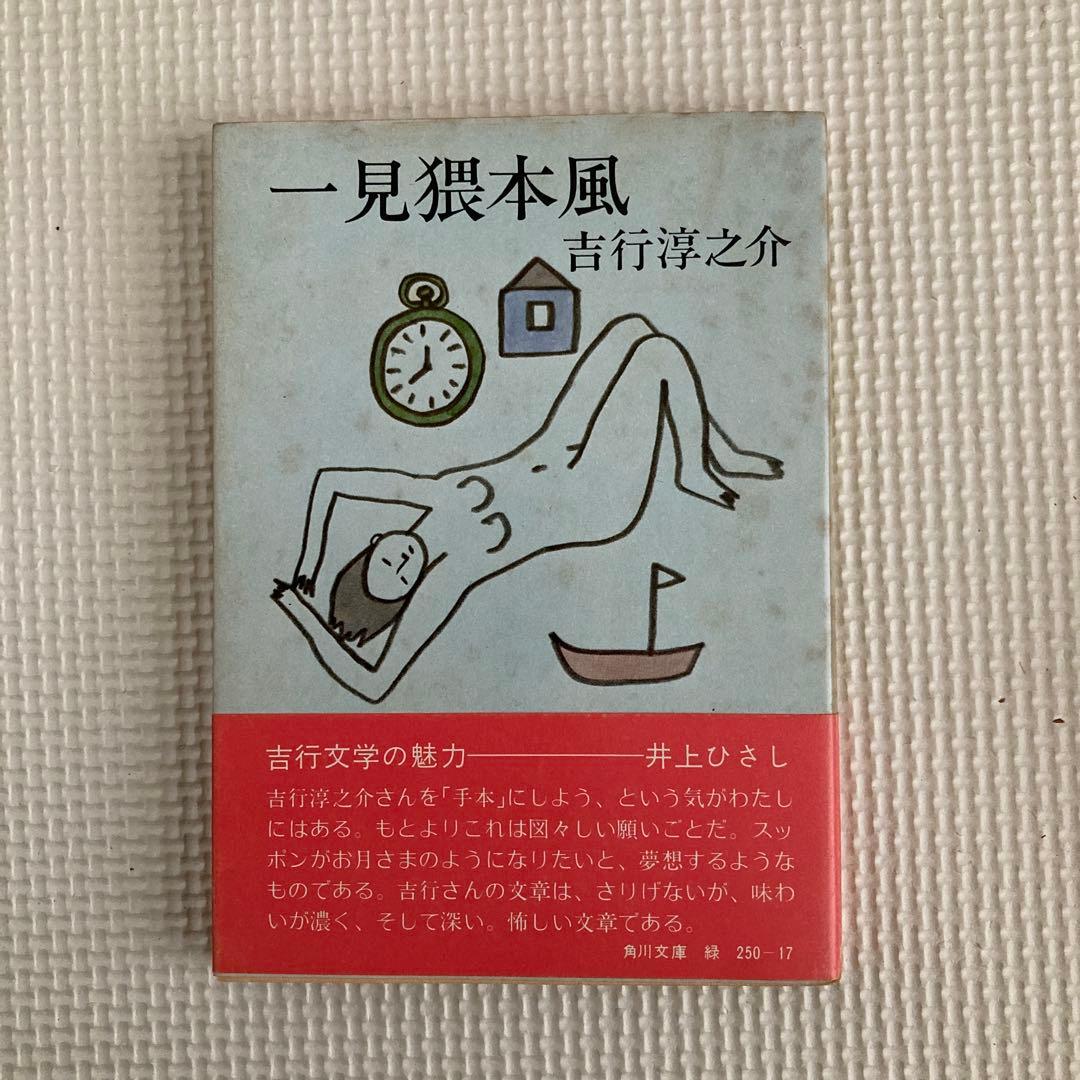 一見猥本風
吉行淳之介
吉行文学の魅力――――井上ひさし
吉行淳之介さんを「手本」にしよう、という気がわたし
にはある。もとよりこれは図々しい願いごとだ。スッ
ポンがお月さまのようになりたいと、夢想するような
ものである。吉行さんの文章は、さりげないが、味わ
いが濃く、そして深い。怖しい文章である。
角川文庫 緑 250-17